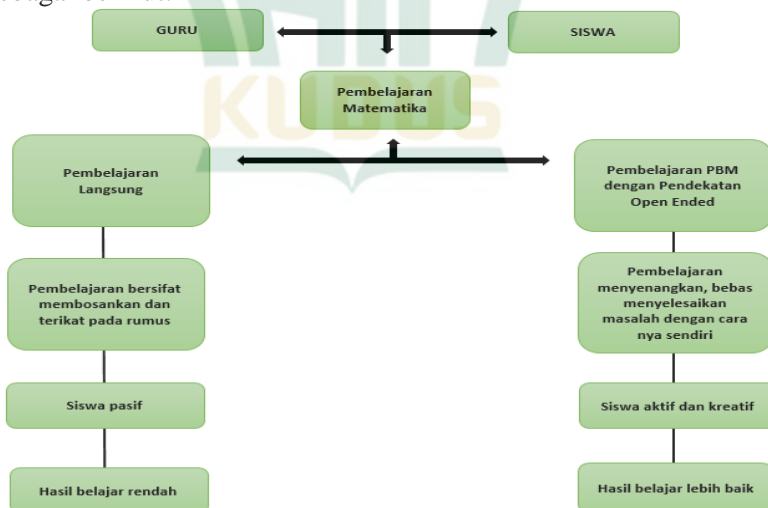 GURU
SISWA
Pembelajaran
Matematika
KUDUS
Pembelajaran
Langsung
Pembelajaran PBM
dengan Pendekatan
Open Ended
Pembelajaran bersifat
membosankan dan
terikat pada rumus
Pembelajaran
menyenangkan, bebas
menyelesaikan
masalah dengan cara
nya sendiri
Siswa pasif
Siswa aktif dan kreatif
Hasil belajar rendah
Hasil belajar lebih baik